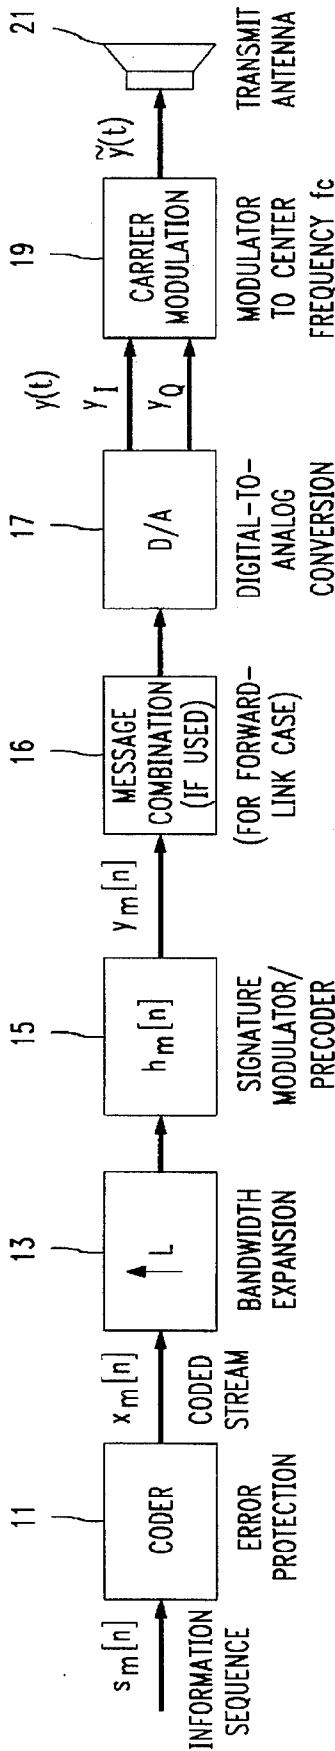 11
13
15
16
17
19
21
s_m[n]
INFORMATION
SEQUENCE
CODER
ERROR
PROTECTION
x_m[n]
CODED
STREAM
L
BANDWIDTH
EXPANSION
h_m[n]
SIGNATURE
MODULATOR/
PRECODER
y_m[n]
MESSAGE
COMBINATION
(IF USED)
(FOR FORWARD-
LINK CASE)
D/A
DIGITAL-TO-
ANALOG
CONVERSION
y(t)
Y_I
Y_Q
CARRIER
MODULATION
MODULATOR
TO CENTER
FREQUENCY fc
ỹ(t)
TRANSMIT
ANTENNA